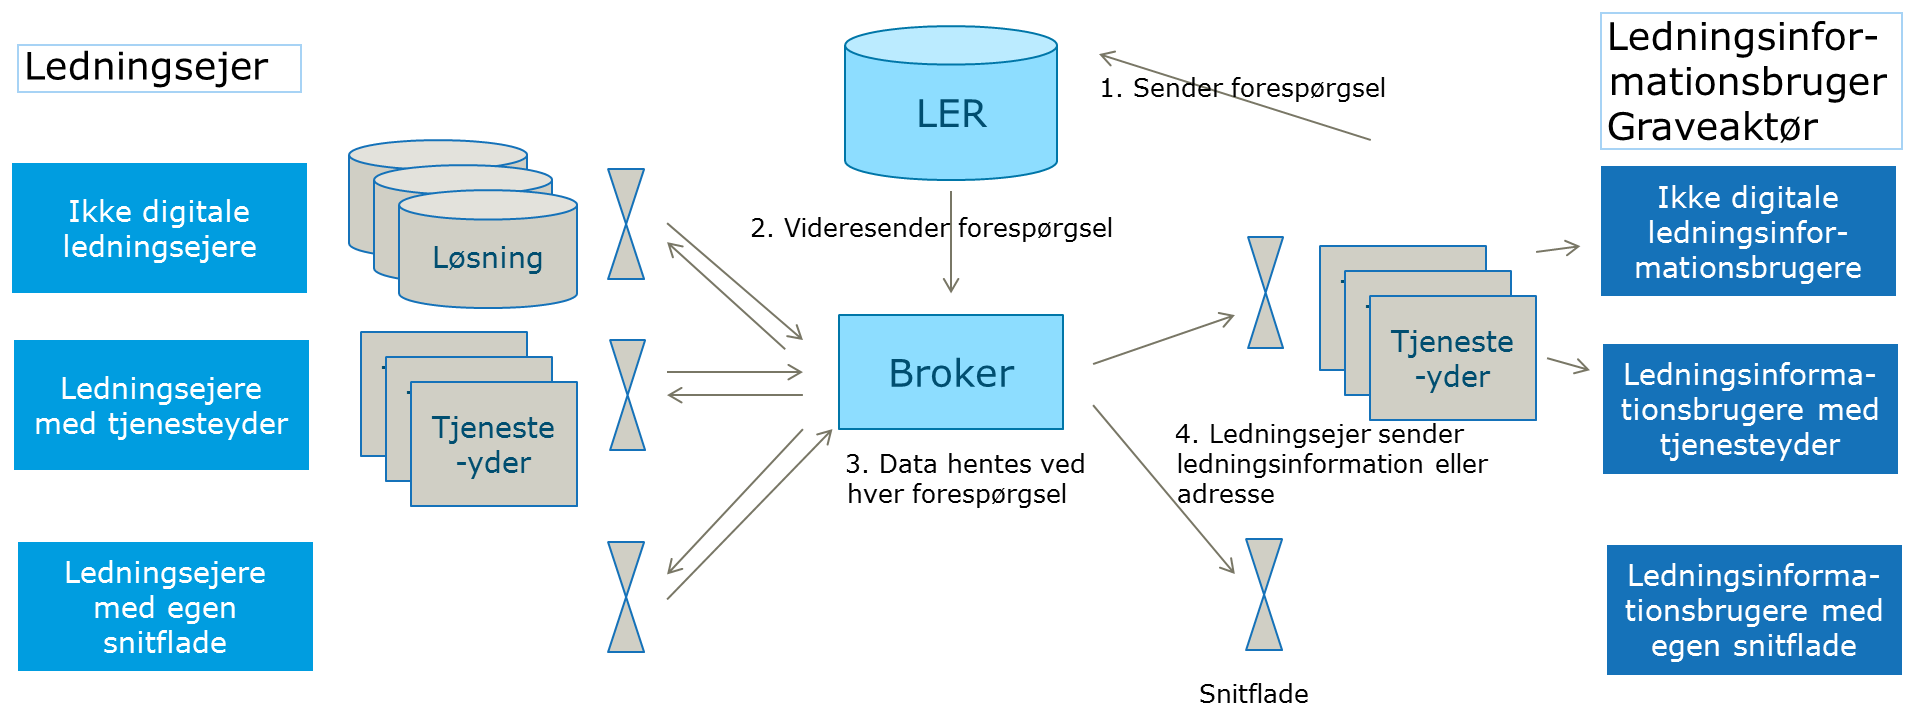 Ledningsejer
Ikke digitale
ledningsejere
Løsning
Ledningsejere
med tjenesteyder
Tjeneste
-yder
Ledningsejere
med egen
snitflade
LER
1. Sender forespørgsel
2. Videresender forespørgsel
Broker
3. Data hentes ved
hver forespørgsel
4. Ledningsejer sender
ledningsinformation eller
adresse
Snitflade
Tjeneste
-yder
Ledningsinfor-
mationsbruger
Graveaktør
Ikke digitale
ledningsinfor-
mationsbrugere
Ledningsinforma-
tionsbrugere med
tjenesteyder
Ledningsinforma-
tionsbrugere med
egen snitflade